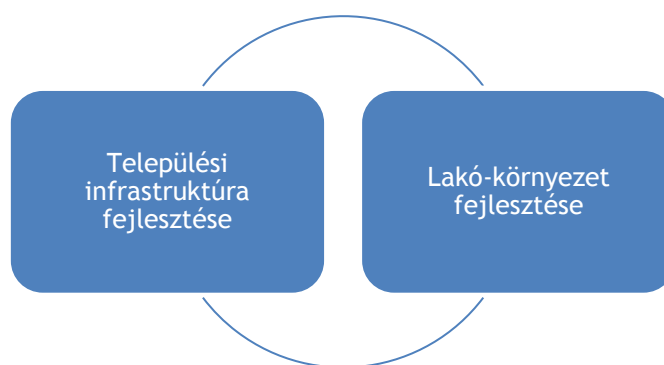 Települési
infrastruktúra
fejlesztése
Lakó-környezet
fejlesztése